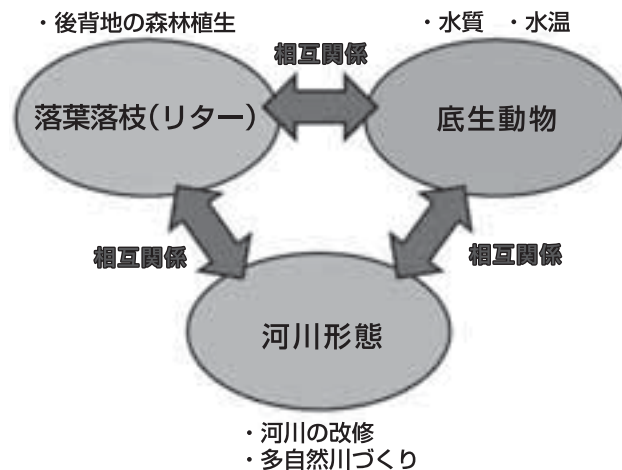 ・後背地の森林植生
・水質 ・水温
相互関係
落葉落枝(リター)
底生動物
相互関係
相互関係
河川形態
・河川の改修
・多自然川づくり